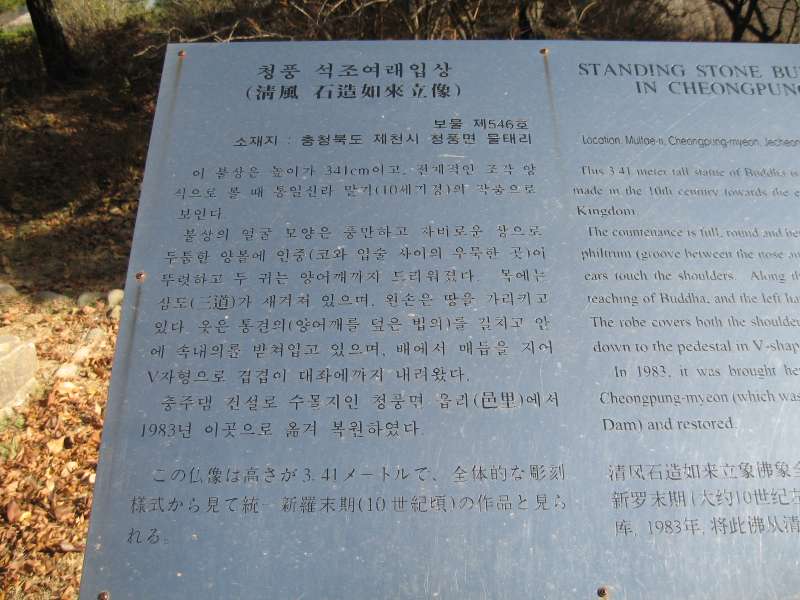 청풍 석조여래입상
(淸風 石造如來立像)
보물 제546호
소재지 : 충청북도 제천시 청풍면 물태리
이 불상은 높이가 341cm이고, 전체적인 조각 양
식으로 볼 때 통일신라 말기(10세기경)의 작품으로
보인다.
불상의 얼굴 모양은 풍만하고 자비로운 상으로
두툼한 양볼에 인중(코와 입술 사이의 우묵한 곳)이
뚜렷하고 두 귀는 양어깨까지 드리워졌다. 목에는
삼도(三道)가 새겨져 있으며, 왼손은 땅을 가리키고
있다. 옷은 통견의(양어깨를 덮은 법의)를 걸치고 안
에 속내의를 받쳐입고 있으며, 배에서 매듭을 지어
V자형으로 겹겹이 대좌에까지 내려왔다.
충주댐 건설로 수몰지인 청풍면 읍리(邑里)에서
1983년 이곳으로 옮겨 복원하였다.
この仏像は高さが 3.41メートルで、全体的な彫刻
様式から見て統一新羅末期(10世紀頃)の作品と見ら
れる。
STANDING STONE BU
IN CHEONGPUNG
Location: Multae-ri, Cheongpung-myeon, Jecheon
This 3.41 meter tall statue of Buddha is
made in the 10th century towards the e
Kingdom.
The countenance is full, round and be
philtrum (groove between the nose an
ears touch the shoulders. Along th
teaching of Buddha, and the left ha
The robe covers both the shoulde
down to the pedestal in V-shap
In 1983, it was brought he
Cheongpung-myeon (which was
Dam) and restored.
清风石造如来立象佛象全
新罗末期(大约10世纪立
库, 1983年, 将此佛从清